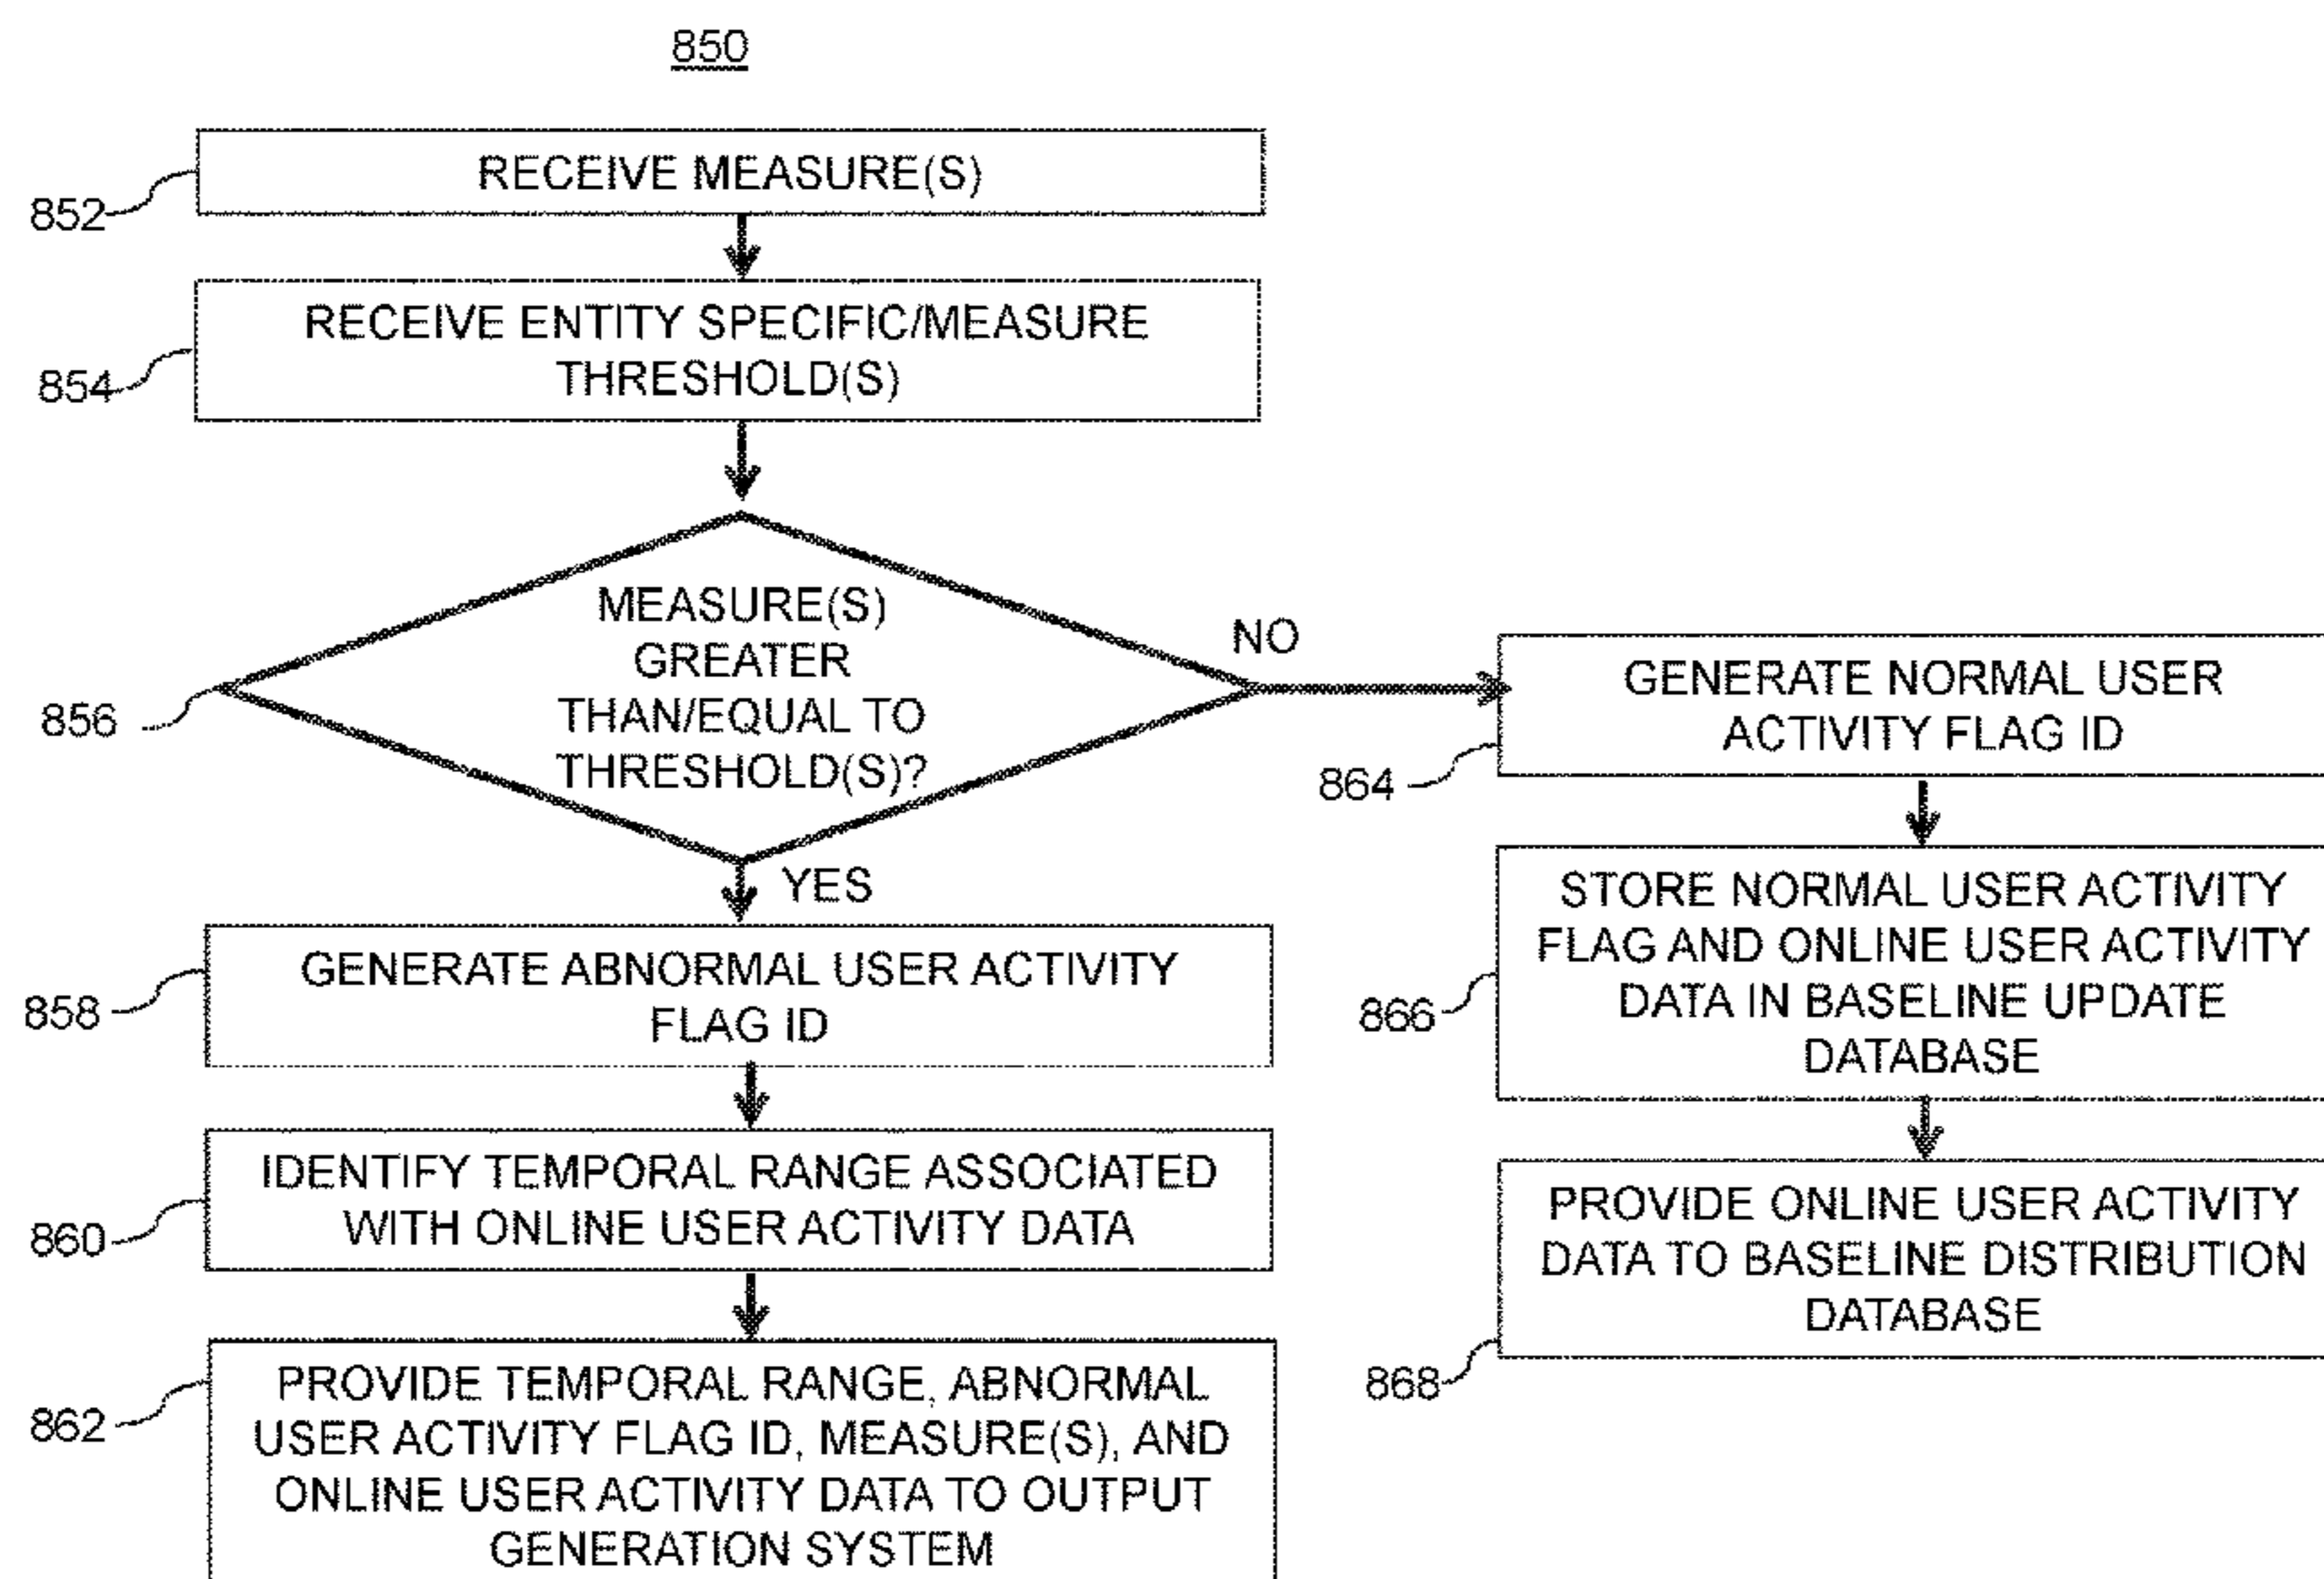 850
RECEIVE MEASURE(S)
852
RECEIVE ENTITY SPECIFIC/MEASURE
THRESHOLD(S)
854
MEASURE(S)
GREATER
THAN/EQUAL TO
THRESHOLD(S)?
856
NO
YES
GENERATE ABNORMAL USER ACTIVITY
FLAG ID
858
IDENTIFY TEMPORAL RANGE ASSOCIATED
WITH ONLINE USER ACTIVITY DATA
860
PROVIDE TEMPORAL RANGE, ABNORMAL
USER ACTIVITY FLAG ID, MEASURE(S), AND
ONLINE USER ACTIVITY DATA TO OUTPUT
GENERATION SYSTEM
862
GENERATE NORMAL USER
ACTIVITY FLAG ID
864
STORE NORMAL USER ACTIVITY
FLAG AND ONLINE USER ACTIVITY
DATA IN BASELINE UPDATE
DATABASE
866
PROVIDE ONLINE USER ACTIVITY
DATA TO BASELINE DISTRIBUTION
DATABASE
868